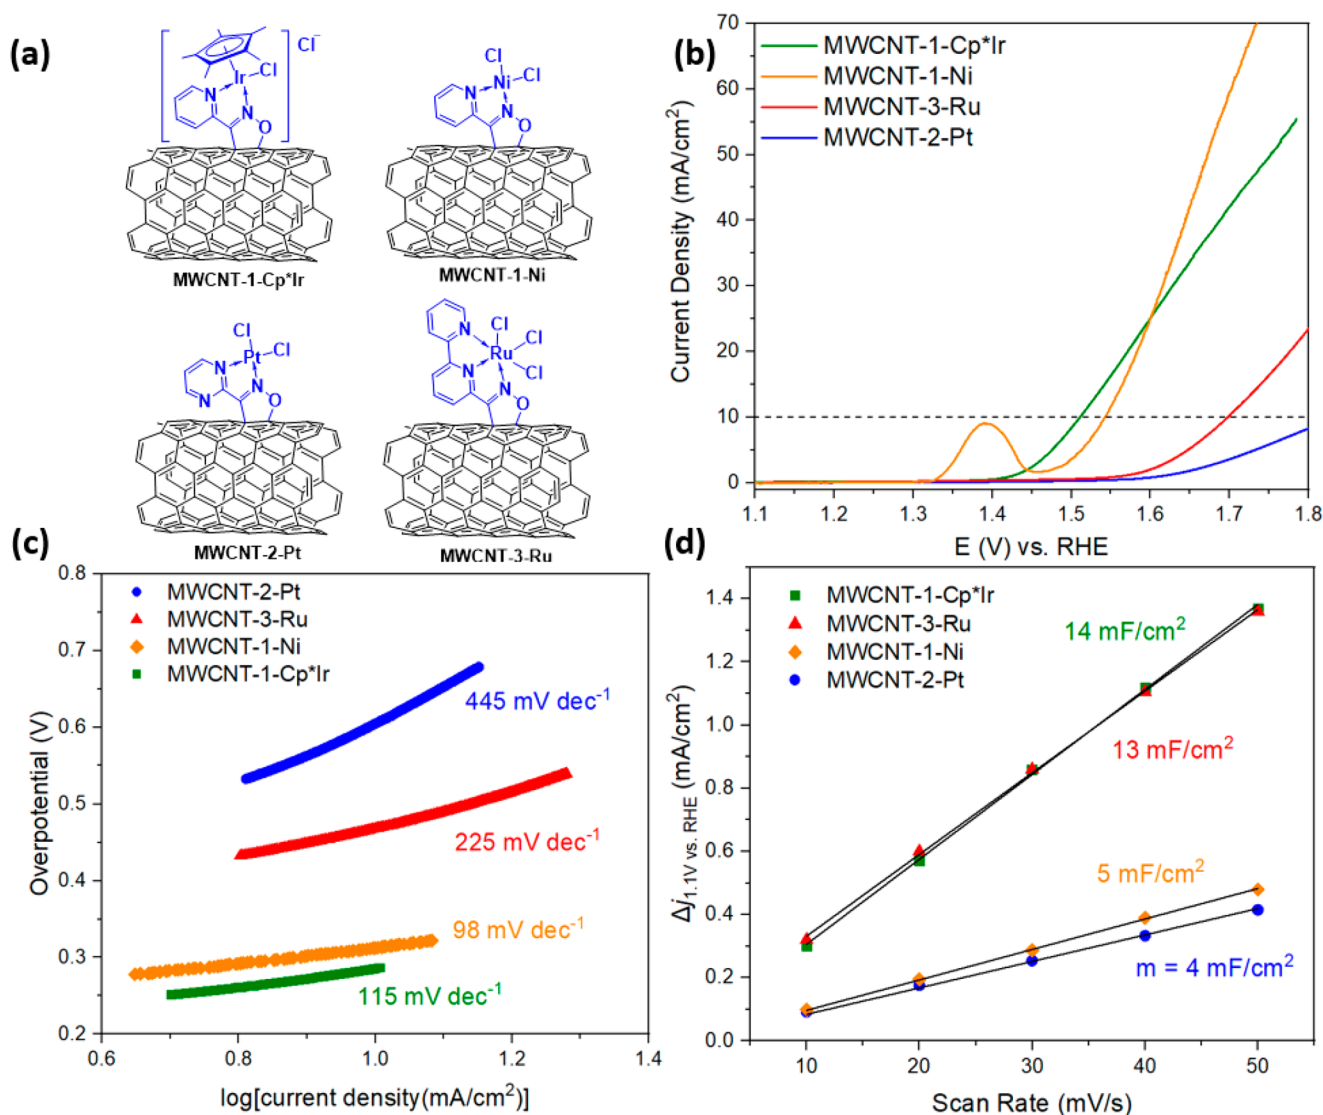 (a)
Cl⁻
Ir
Cl
N
N
O
MWCNT-1-Cp*Ir
Cl
Ni
Cl
N
N
O
MWCNT-1-Ni
Cl
Pt
Cl
N
N
N
O
MWCNT-2-Pt
N
Cl
Cl
Ru
Cl
N
N
O
MWCNT-3-Ru
(b)
MWCNT-1-Cp*Ir
MWCNT-1-Ni
MWCNT-3-Ru
MWCNT-2-Pt
Current Density (mA/cm²)
70
60
50
40
30
20
10
0
1.1 1.2 1.3 1.4 1.5 1.6 1.7 1.8
E (V) vs. RHE
(c)
MWCNT-2-Pt
MWCNT-3-Ru
MWCNT-1-Ni
MWCNT-1-Cp*Ir
445 mV dec⁻¹
225 mV dec⁻¹
98 mV dec⁻¹
115 mV dec⁻¹
Overpotential (V)
0.8
0.7
0.6
0.5
0.4
0.3
0.2
0.6 0.8 1.0 1.2 1.4
log[current density(mA/cm²)]
(d)
MWCNT-1-Cp*Ir
MWCNT-3-Ru
MWCNT-1-Ni
MWCNT-2-Pt
14 mF/cm²
13 mF/cm²
5 mF/cm²
m = 4 mF/cm²
Δj1.1V vs. RHE (mA/cm²)
1.4
1.2
1.0
0.8
0.6
0.4
0.2
0.0
10 20 30 40 50
Scan Rate (mV/s)